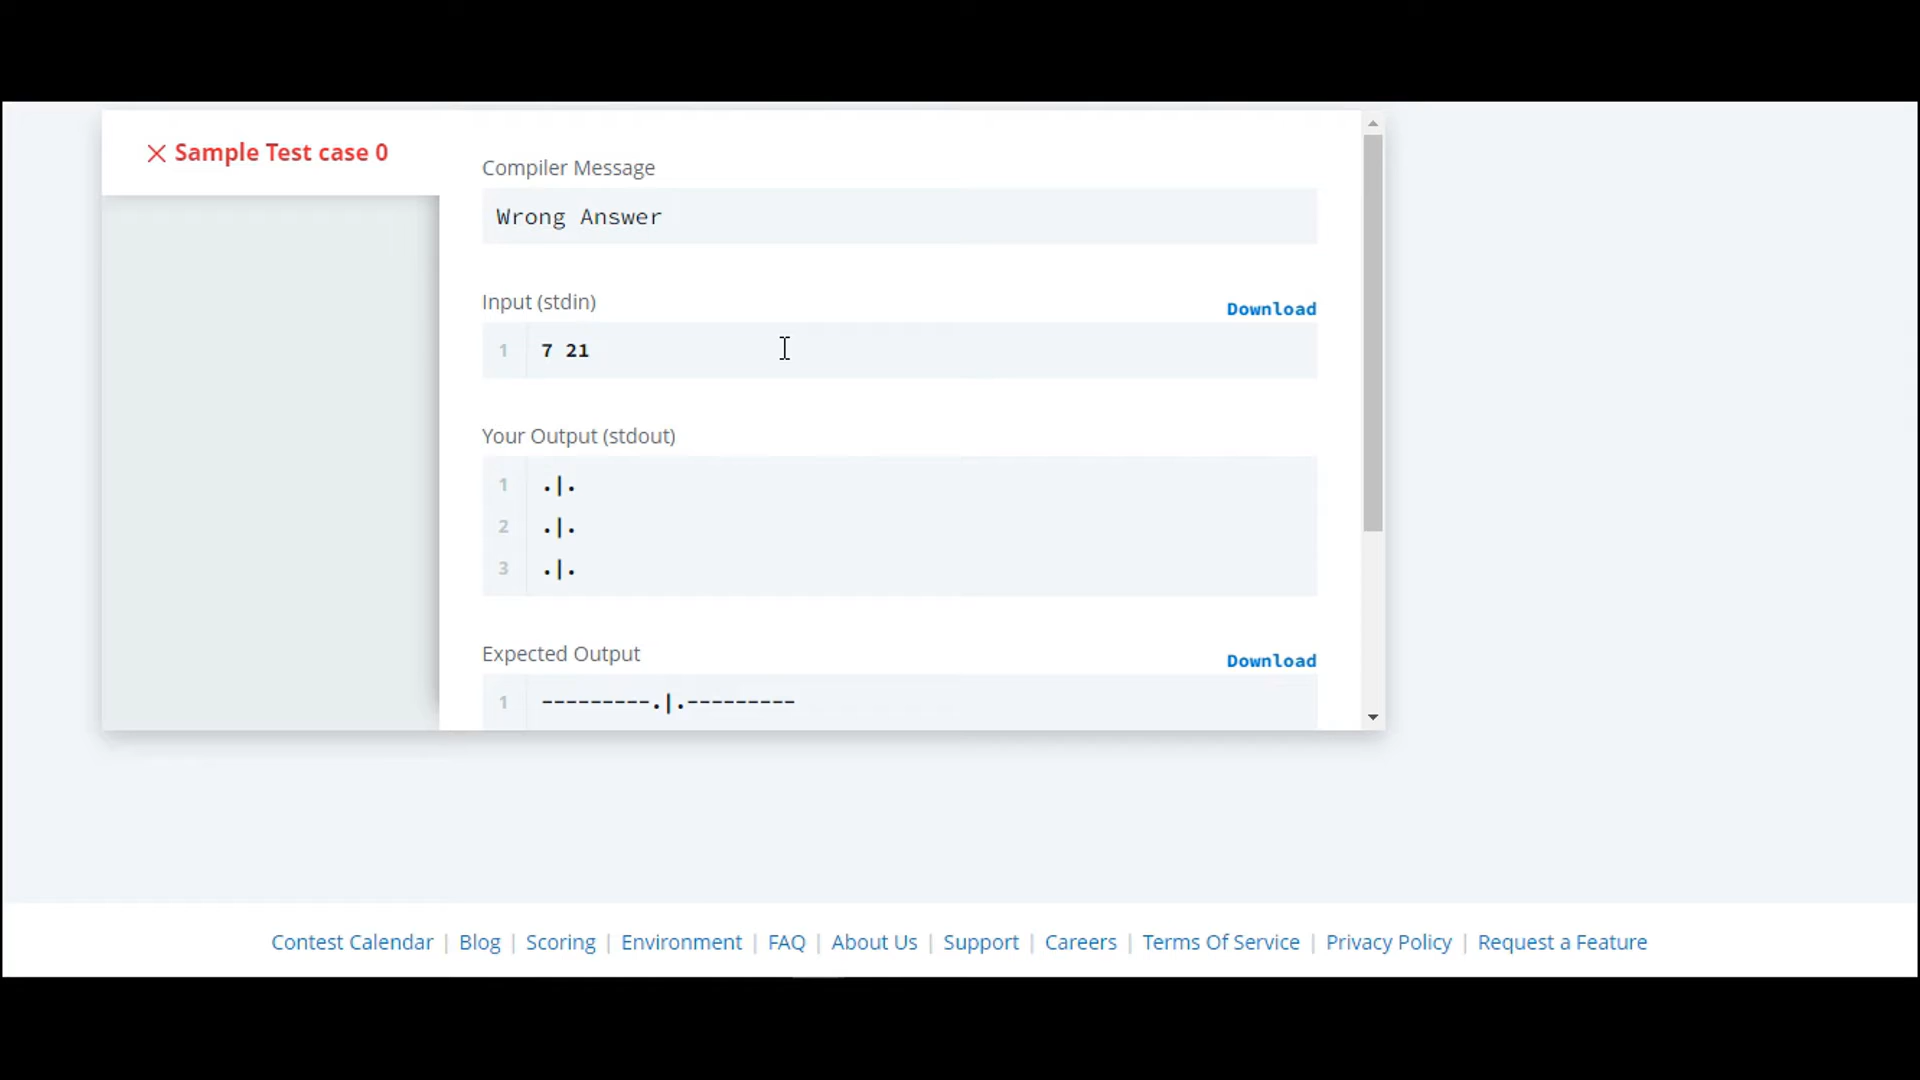 Sample Test case 0
Compiler Message
Wrong Answer
Input (stdin)
Download
1 7 21
Your Output (stdout)
1 .|.
2 .|.
3 .|.
Expected Output
Download
1 ---------.|.---------
Contest Calendar | Blog | Scoring | Environment | FAQ | About Us | Support | Careers | Terms Of Service | Privacy Policy | Request a Feature